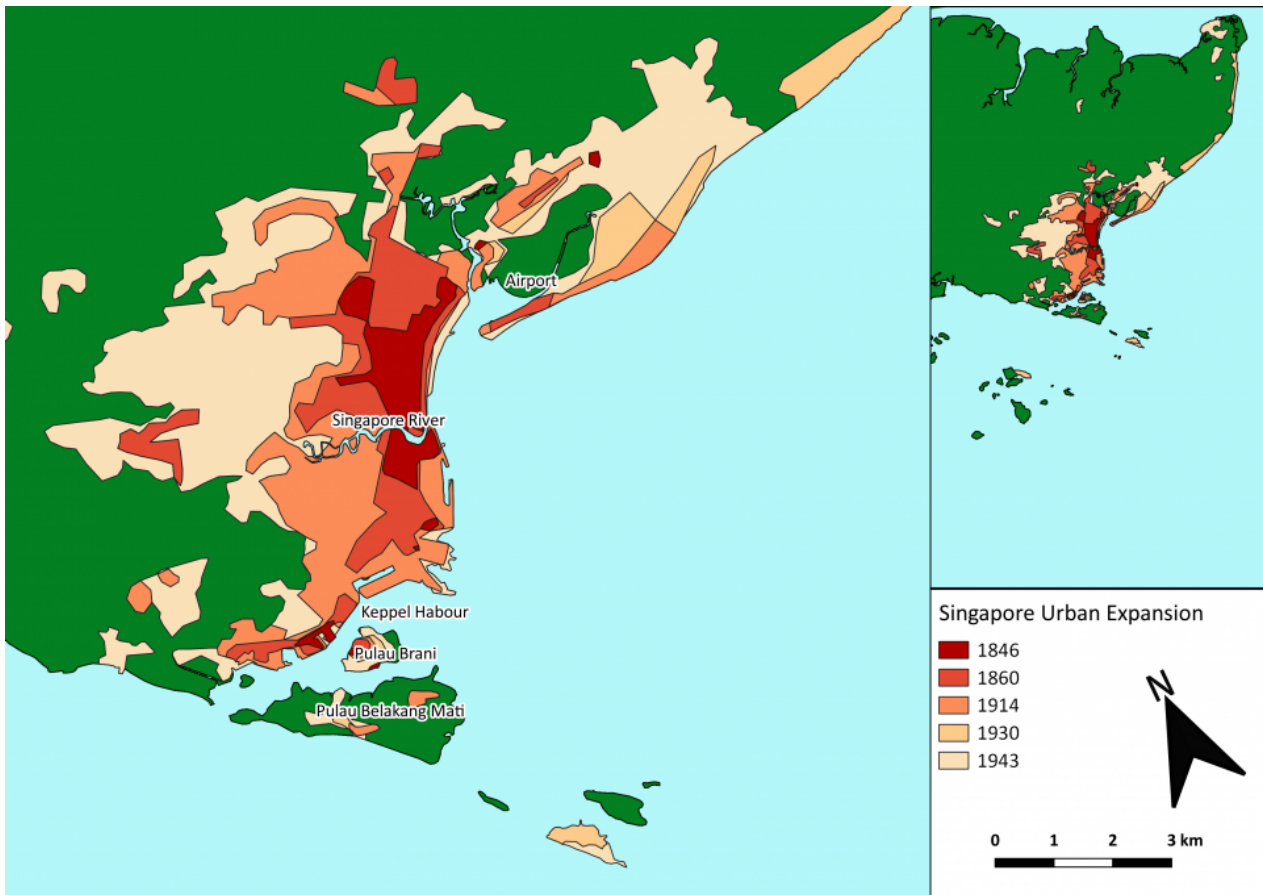 Airport
Singapore River
Keppel Habour
Pulau Brani
Pulau Belakang Mati
Singapore Urban Expansion
1846
1860
1914
1930
1943
N
0 1 2 3 km